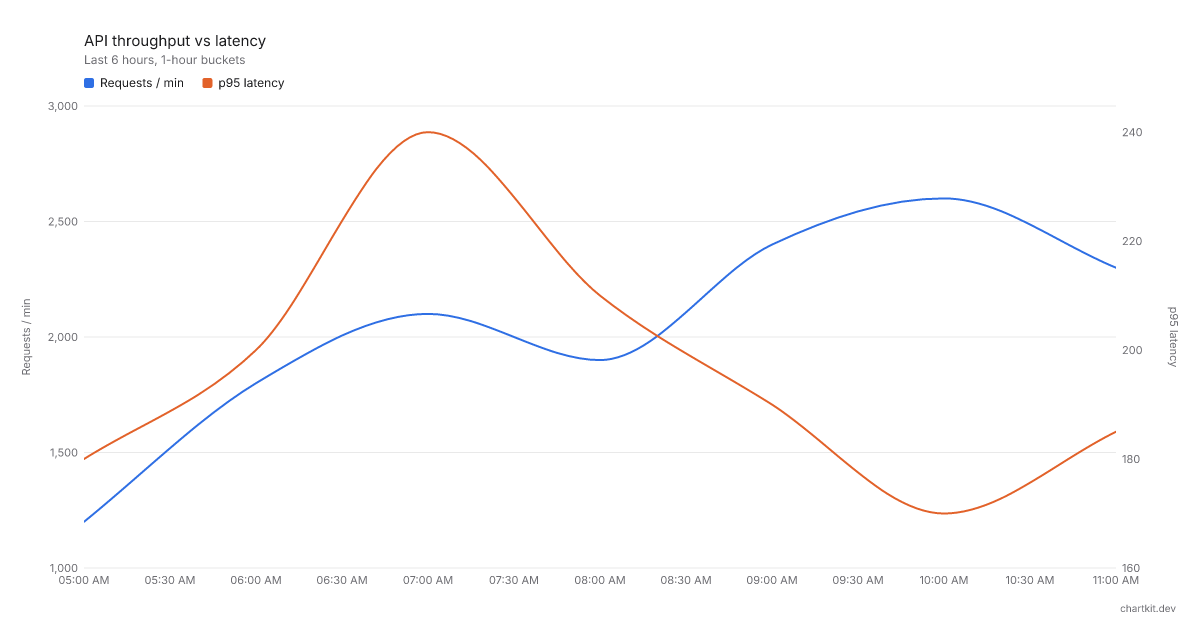 API throughput vs latency
Last 6 hours, 1-hour buckets
Requests / min p95 latency
3,000
2,500
2,000
1,500
1,000
Requests / min
240
220
200
180
160
p95 latency
05:00 AM 05:30 AM 06:00 AM 06:30 AM 07:00 AM 07:30 AM 08:00 AM 08:30 AM 09:00 AM 09:30 AM 10:00 AM 10:30 AM 11:00 AM
chartkit.dev